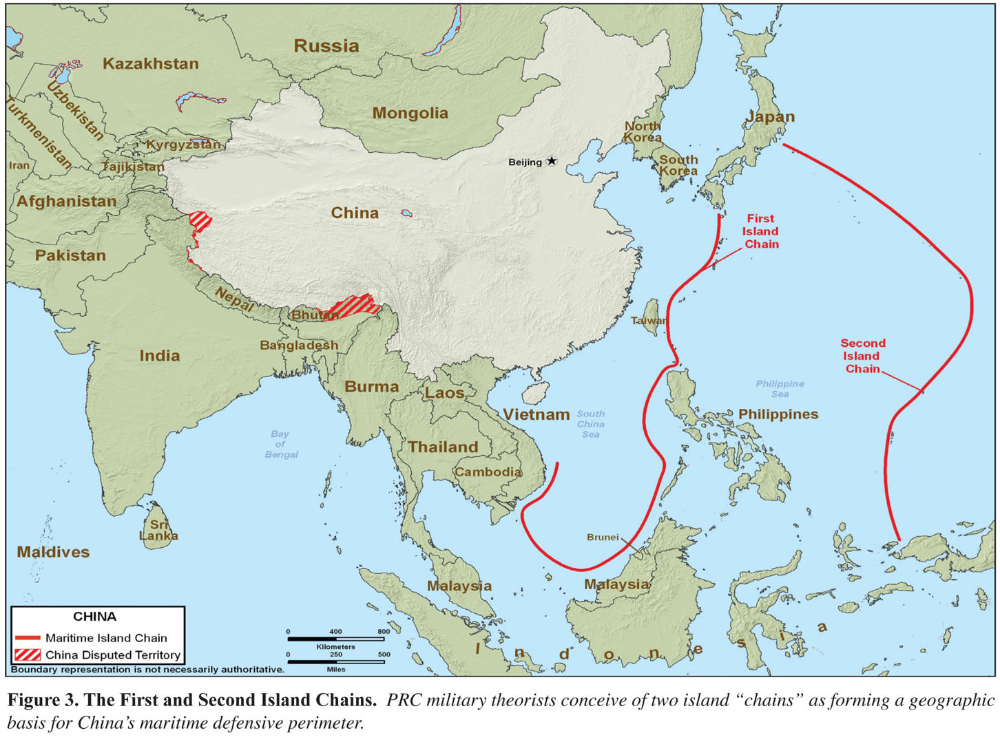 Russia
Kazakhstan
Uzbekistan
Turkmenistan
Mongolia
Kyrgyzstan
Tajikistan
Iran
Afghanistan
Pakistan
China
Beijing
North
Korea
South
Korea
Japan
First
Island
Chain
Second
Island
Chain
Nepal
Bhutan
Bangladesh
India
Burma
Laos
Vietnam
Thailand
Cambodia
Taiwan
South
China
Sea
Philippine
Sea
Philippines
Bay
of
Bengal
Sri
Lanka
Maldives
Brunei
Malaysia
Malaysia
Indonesia
CHINA
Maritime Island Chain
China Disputed Territory
Boundary representation is not necessarily authoritative.
0 400 800
Kilometers
0 250 500
Miles
Figure 3. The First and Second Island Chains. PRC military theorists conceive of two island “chains” as forming a geographic
basis for China’s maritime defensive perimeter.